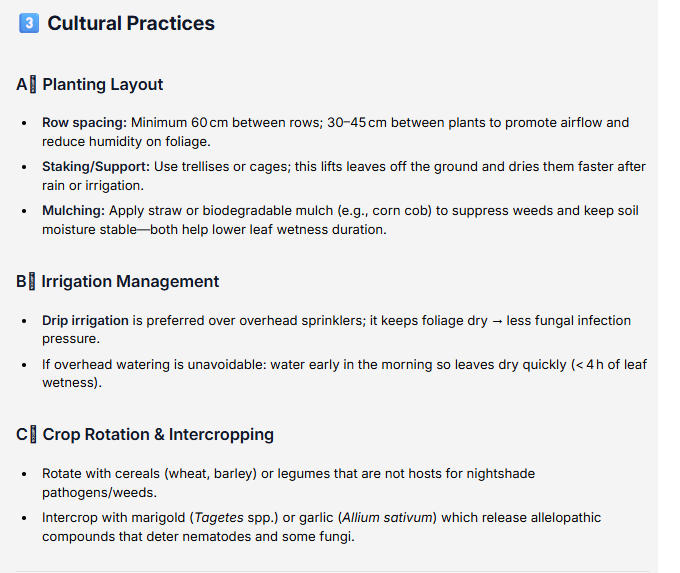 3 Cultural Practices
A Planting Layout
• Row spacing: Minimum 60 cm between rows; 30–45 cm between plants to promote airflow and
reduce humidity on foliage.
• Staking/Support: Use trellises or cages; this lifts leaves off the ground and dries them faster after
rain or irrigation.
• Mulching: Apply straw or biodegradable mulch (e.g., corn cob) to suppress weeds and keep soil
moisture stable—both help lower leaf wetness duration.
B Irrigation Management
• Drip irrigation is preferred over overhead sprinklers; it keeps foliage dry → less fungal infection
pressure.
• If overhead watering is unavoidable: water early in the morning so leaves dry quickly (< 4 h of leaf
wetness).
C Crop Rotation & Intercropping
• Rotate with cereals (wheat, barley) or legumes that are not hosts for nightshade
pathogens/weeds.
• Intercrop with marigold (Tagetes spp.) or garlic (Allium sativum) which release allelopathic
compounds that deter nematodes and some fungi.